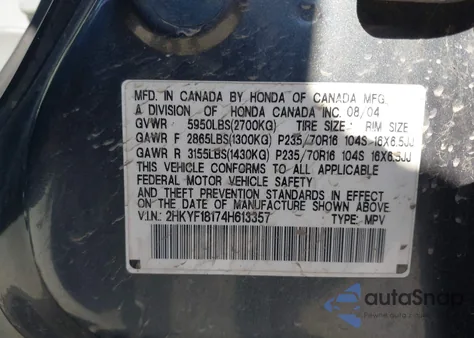 MFD. IN CANADA BY HONDA OF CANADA MFG.,
A DIVISION OF HONDA CANADA INC. 08/04
GVWR 5950LBS(2700KG) TIRE SIZE RIM SIZE
GAWR F 2865LBS(1300KG) P235/70R16 104S 16X6.5JJ
GAWR R 3155LBS(1430KG) P235/70R16 104S 16X6.5JJ
THIS VEHICLE CONFORMS TO ALL APPLICABLE
FEDERAL MOTOR VEHICLE SAFETY
AND THEFT PREVENTION STANDARDS IN EFFECT
ON THE DATE OF MANUFACTURE SHOWN ABOVE.
V.I.N.: 2HKYF18174H613357 TYPE: MPV
autoSnap